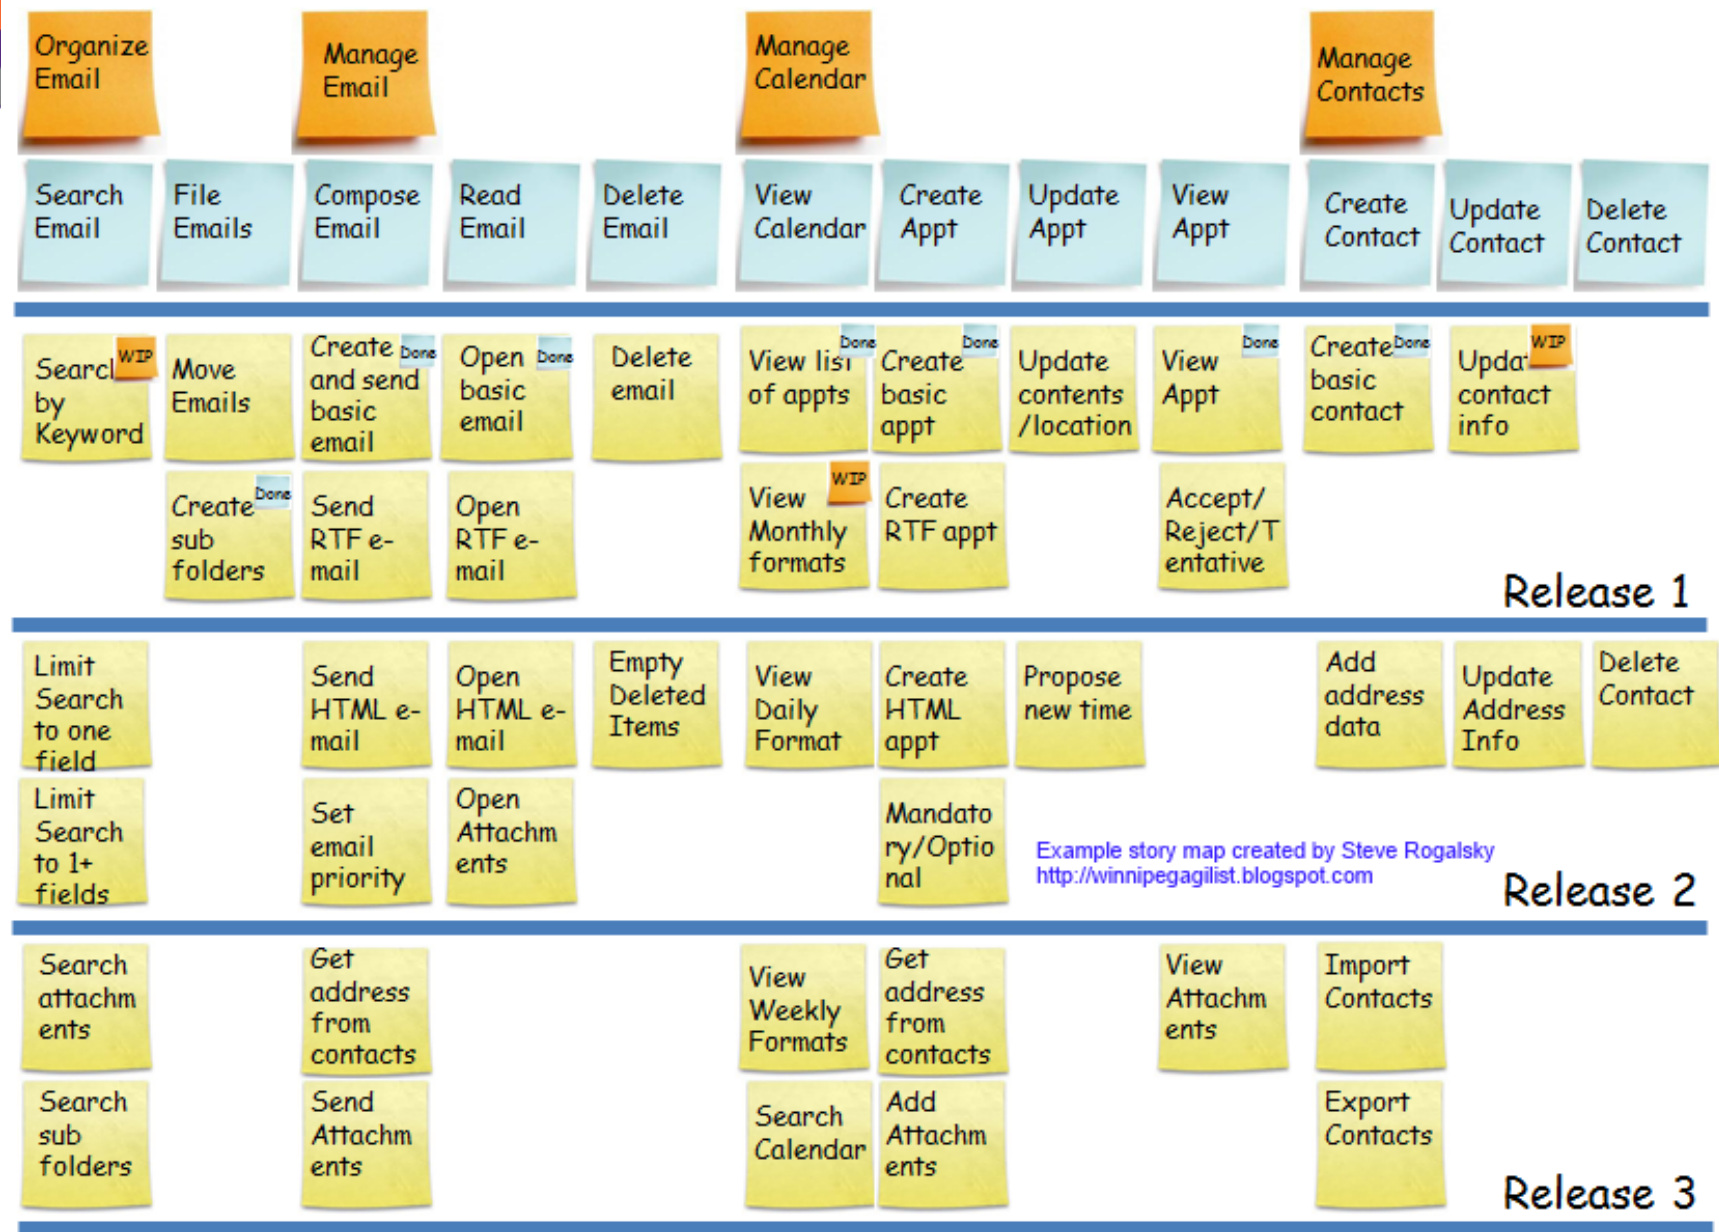 Organize
Email
Manage
Email
Manage
Calendar
Manage
Contacts
Search
Email
File
Emails
Compose
Email
Read
Email
Delete
Email
View
Calendar
Create
Appt
Update
Appt
View
Appt
Create
Contact
Update
Contact
Delete
Contact
WIP
Search
by
Keyword
Move
Emails
Done
Create
and send
basic
email
Done
Open
basic
email
Delete
email
Done
View list
of appts
Done
Create
basic
appt
Update
contents
/location
Done
View
Appt
Done
Create
basic
contact
WIP
Updat
contact
info
Done
Create
sub
folders
Send
RTF e-
mail
Open
RTF e-
mail
WIP
View
Monthly
formats
Create
RTF appt
Accept/
Reject/T
entative
Release 1
Limit
Search
to one
field
Send
HTML e-
mail
Open
HTML e-
mail
Empty
Deleted
Items
View
Daily
Format
Create
HTML
appt
Propose
new time
Add
address
data
Update
Address
Info
Delete
Contact
Limit
Search
to 1+
fields
Set
email
priority
Open
Attachm
ents
Mandato
ry/Optio
nal
Example story map created by Steve Rogalsky
http://winnipegagilist.blogspot.com
Release 2
Search
attachm
ents
Get
address
from
contacts
View
Weekly
Formats
Get
address
from
contacts
View
Attachm
ents
Import
Contacts
Search
sub
folders
Send
Attachm
ents
Search
Calendar
Add
Attachm
ents
Export
Contacts
Release 3